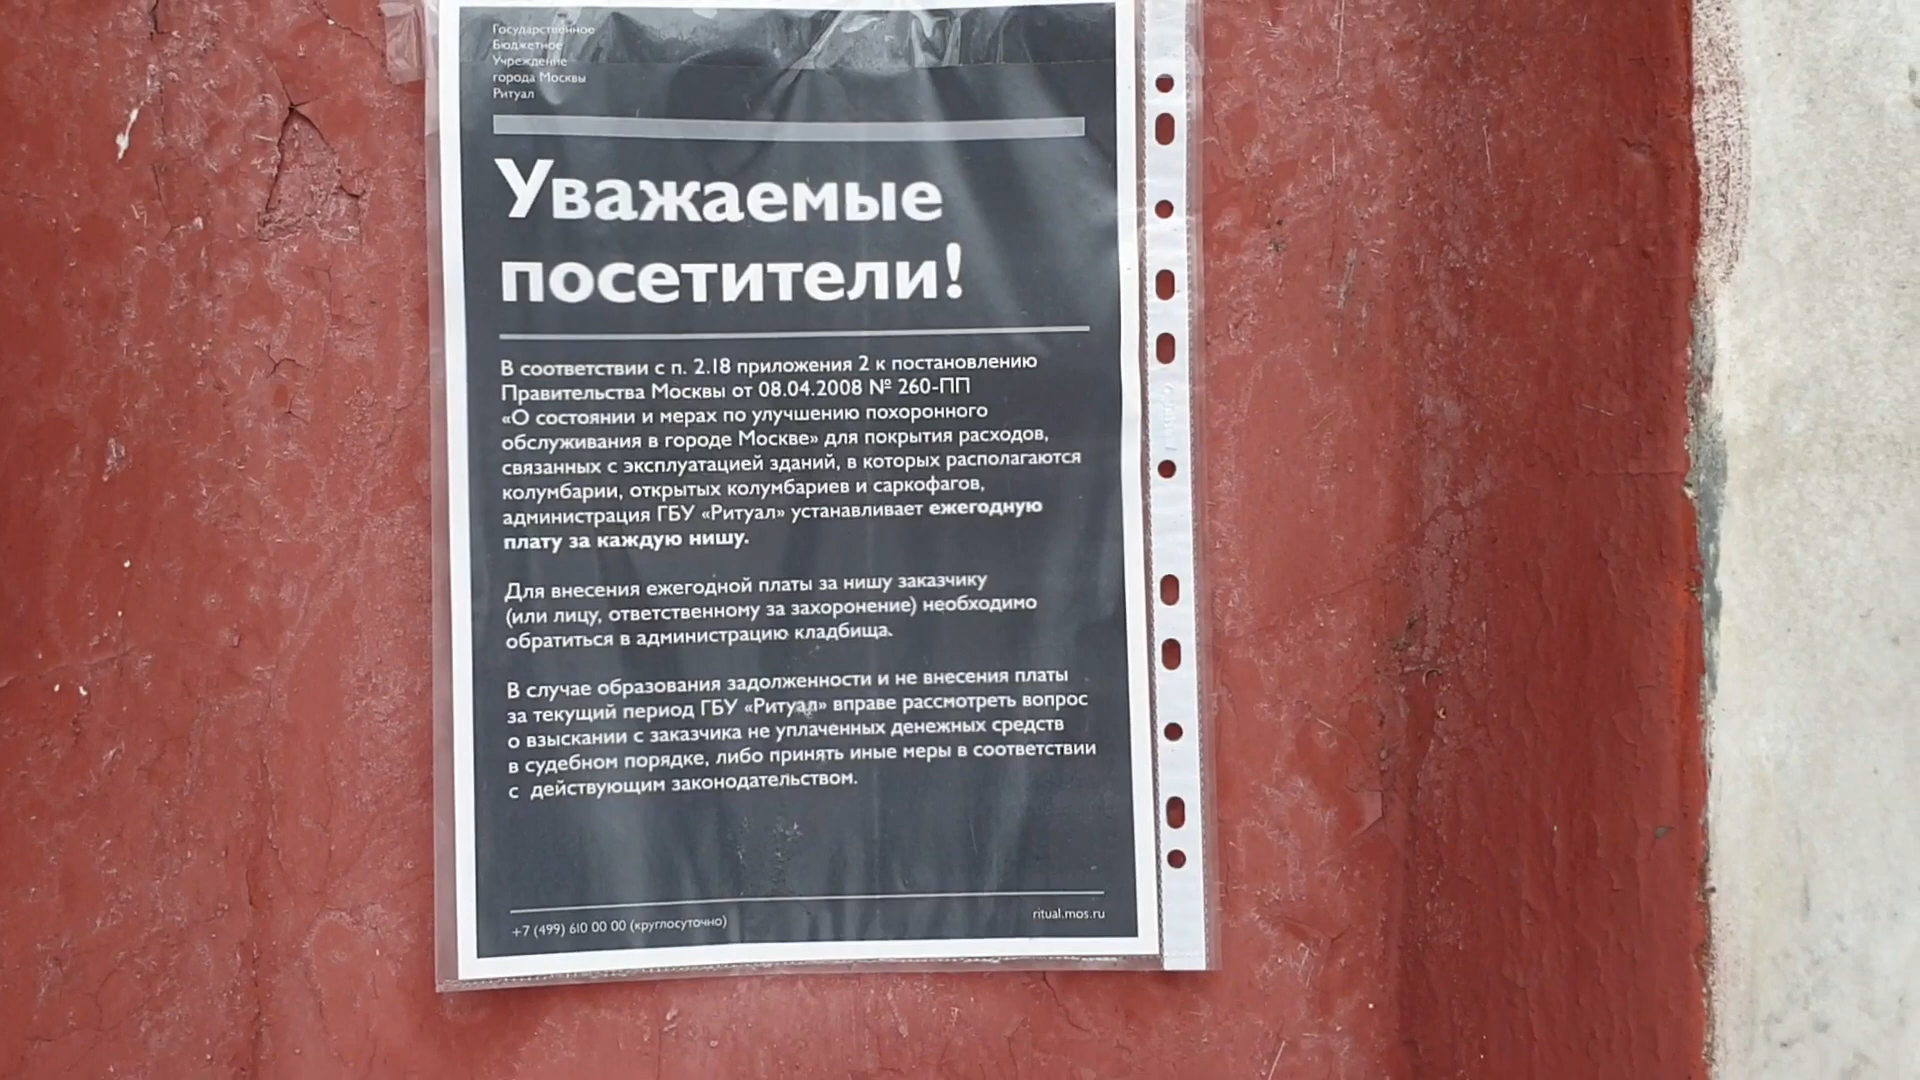 Государственное
Бюджетное
Учреждение
города Москвы
Ритуал
Уважаемые
посетители!
В соответствии с п. 2.18 приложения 2 к постановлению
Правительства Москвы от 08.04.2008 № 260-ПП
«О состоянии и мерах по улучшению похоронного
обслуживания в городе Москве» для покрытия расходов,
связанных с эксплуатацией зданий, в которых располагаются
колумбарии, открытых колумбариев и саркофагов,
администрация ГБУ «Ритуал» устанавливает ежегодную
плату за каждую нишу.
Для внесения ежегодной платы за нишу заказчику
(или лицу, ответственному за захоронение) необходимо
обратиться в администрацию кладбища.
В случае образования задолженности и не внесения платы
за текущий период ГБУ «Ритуал» вправе рассмотреть вопрос
о взыскании с заказчика не уплаченных денежных средств
в судебном порядке, либо принять иные меры в соответствии
с действующим законодательством.
+7 (499) 610 00 00 (круглосуточно)
ritual.mos.ru